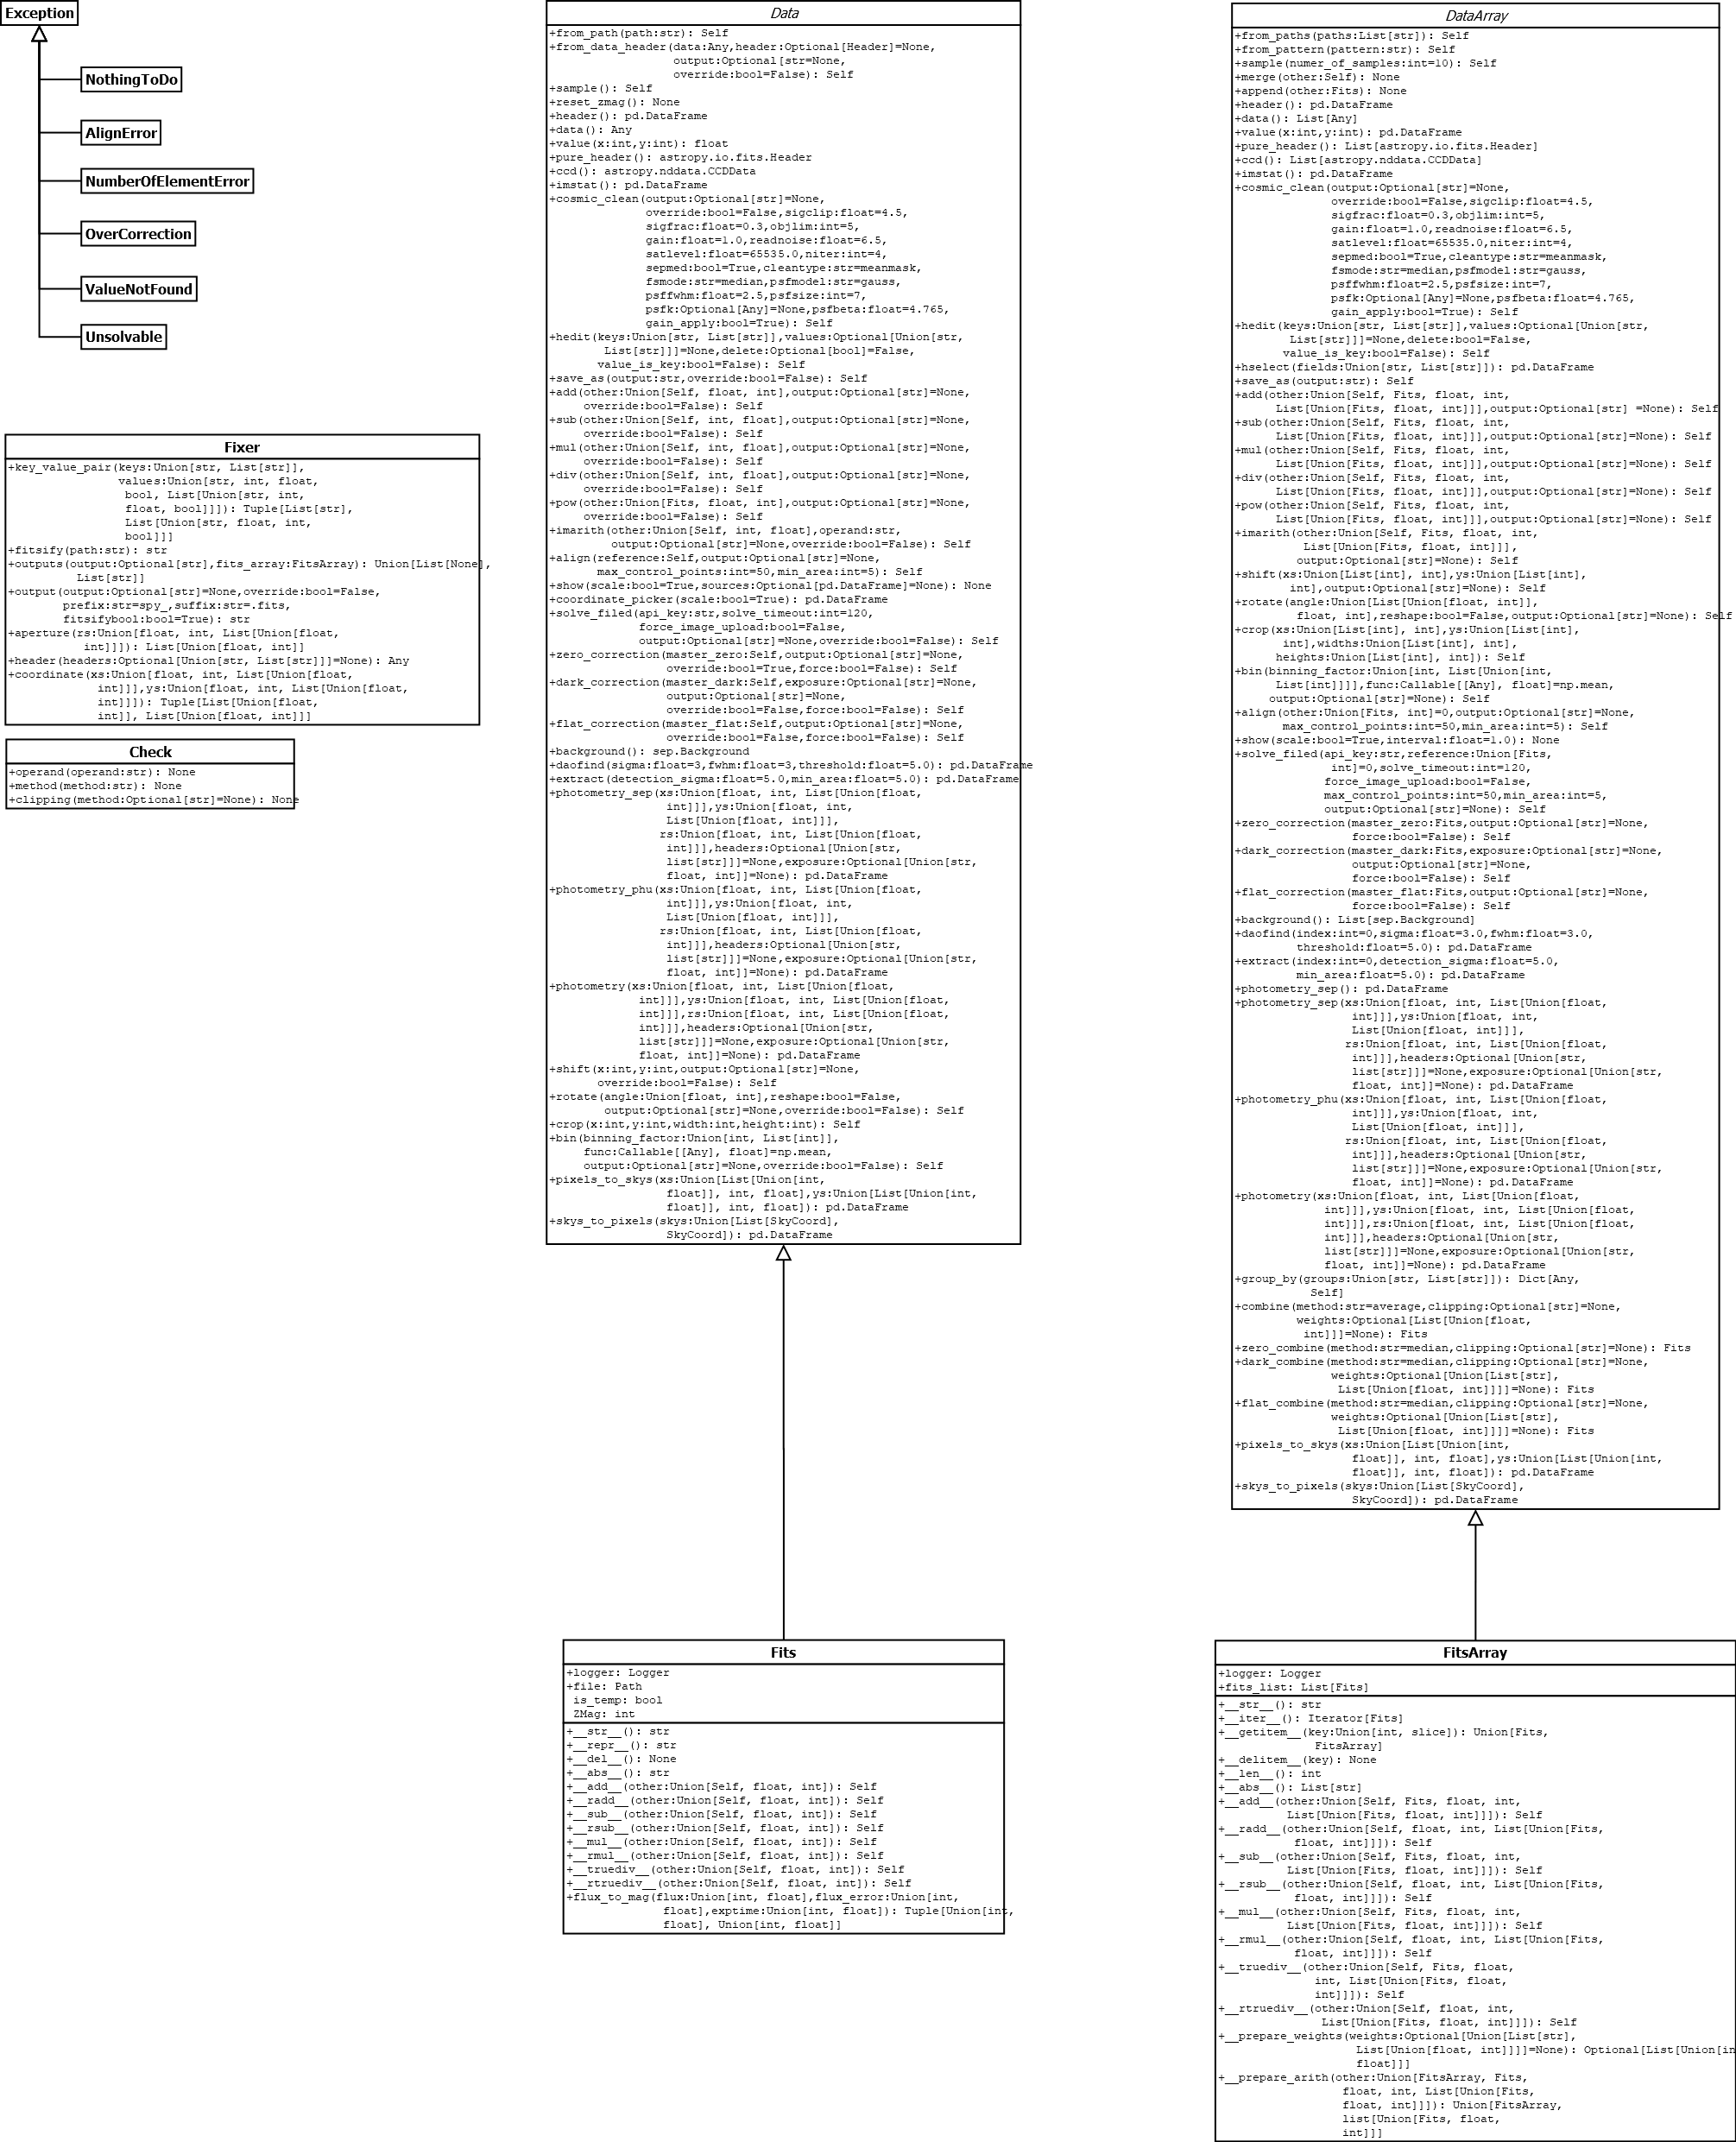 Exception
NothingToDo
AlignError
NumberOfElementError
OverCorrection
ValueNotFound
Unsolvable
Fixer
+key_value_pair(keys:Union[str, List[str]],
values:Union[str, int, float,
bool, List[Union[str, int,
float, bool]]]): Tuple[List[str],
List[Union[str, float, int,
bool]]]
+fitsify(path:str): str
+outputs(output:Optional[str],fits_array:FitsArray): Union[List[None],
List[str]]
+output(output:Optional[str]=None,override:bool=False,
prefix:str=spy_,suffix:str=.fits,
fitsifybool:bool=True): str
+aperture(rs:Union[float, int, List[Union[float,
int]]]): List[Union[float, int]]
+header(headers:Optional[Union[str, List[str]]]=None): Any
+coordinate(xs:Union[float, int, List[Union[float,
int]]],ys:Union[float, int, List[Union[float,
int]]]): Tuple[List[Union[float,
int]], List[Union[float, int]]]
Check
+operand(operand:str): None
+method(method:str): None
+clipping(method:Optional[str]=None): None
Data
+from_path(path:str): Self
+from_data_header(data:Any,header:Optional[Header]=None,
output:Optional[str=None,
override:bool=False): Self
+sample(): Self
+reset_zmag(): None
+header(): pd.DataFrame
+data(): Any
+value(x:int,y:int): float
+pure_header(): astropy.io.fits.Header
+ccd(): astropy.nddata.CCDData
+imstat(): pd.DataFrame
+cosmic_clean(output:Optional[str]=None,
override:bool=False,sigclip:float=4.5,
sigfrac:float=0.3,objlim:int=5,
gain:float=1.0,readnoise:float=6.5,
satlevel:float=65535.0,niter:int=4,
sepmed:bool=True,cleantype:str=meanmask,
fsmode:str=median,psfmodel:str=gauss,
psffwhm:float=2.5,psfsize:int=7,
psfk:Optional[Any]=None,psfbeta:float=4.765,
gain_apply:bool=True): Self
+hedit(keys:Union[str, List[str]],values:Optional[Union[str,
List[str]]]=None,delete:Optional[bool]=False,
value_is_key:bool=False): Self
+save_as(output:str,override:bool=False): Self
+add(other:Union[Self, float, int],output:Optional[str]=None,
override:bool=False): Self
+sub(other:Union[Self, int, float],output:Optional[str]=None,
override:bool=False): Self
+mul(other:Union[Self, int, float],output:Optional[str]=None,
override:bool=False): Self
+div(other:Union[Self, int, float],output:Optional[str]=None,
override:bool=False): Self
+pow(other:Union[Fits, float, int],output:Optional[str]=None,
override:bool=False): Self
+imarith(other:Union[Self, int, float],operand:str,
output:Optional[str]=None,override:bool=False): Self
+align(reference:Self,output:Optional[str]=None,
max_control_points:int=50,min_area:int=5): Self
+show(scale:bool=True,sources:Optional[pd.DataFrame]=None): None
+coordinate_picker(scale:bool=True): pd.DataFrame
+solve_filed(api_key:str,solve_timeout:int=120,
force_image_upload:bool=False,
output:Optional[str]=None,override:bool=False): Self
+zero_correction(master_zero:Self,output:Optional[str]=None,
override:bool=True,force:bool=False): Self
+dark_correction(master_dark:Self,exposure:Optional[str]=None,
output:Optional[str]=None,
override:bool=False,force:bool=False): Self
+flat_correction(master_flat:Self,output:Optional[str]=None,
override:bool=False,force:bool=False): Self
+background(): sep.Background
+daofind(sigma:float=3,fwhm:float=3,threshold:float=5.0): pd.DataFrame
+extract(detection_sigma:float=5.0,min_area:float=5.0): pd.DataFrame
+photometry_sep(xs:Union[float, int, List[Union[float,
int]]],ys:Union[float, int,
List[Union[float, int]]],
rs:Union[float, int, List[Union[float,
int]]],headers:Optional[Union[str,
list[str]]]=None,exposure:Optional[Union[str,
float, int]]=None): pd.DataFrame
+photometry_phu(xs:Union[float, int, List[Union[float,
int]]],ys:Union[float, int,
List[Union[float, int]]],
rs:Union[float, int, List[Union[float,
int]]],headers:Optional[Union[str,
list[str]]]=None,exposure:Optional[Union[str,
float, int]]=None): pd.DataFrame
+photometry(xs:Union[float, int, List[Union[float,
int]]],ys:Union[float, int, List[Union[float,
int]]],rs:Union[float, int, List[Union[float,
int]]],headers:Optional[Union[str,
list[str]]]=None,exposure:Optional[Union[str,
float, int]]=None): pd.DataFrame
+shift(x:int,y:int,output:Optional[str]=None,
override:bool=False): Self
+rotate(angle:Union[float, int],reshape:bool=False,
output:Optional[str]=None,override:bool=False): Self
+crop(x:int,y:int,width:int,height:int): Self
+bin(binning_factor:Union[int, List[int]],
func:Callable[[Any], float]=np.mean,
output:Optional[str]=None,override:bool=False): Self
+pixels_to_skys(xs:Union[List[Union[int,
float]], int, float],ys:Union[List[Union[int,
float]], int, float]): pd.DataFrame
+skys_to_pixels(skys:Union[List[SkyCoord],
SkyCoord]): pd.DataFrame
DataArray
+from_paths(paths:List[str]): Self
+from_pattern(pattern:str): Self
+sample(numer_of_samples:int=10): Self
+merge(other:Self): None
+append(other:Fits): None
+header(): pd.DataFrame
+data(): List[Any]
+value(x:int,y:int): pd.DataFrame
+pure_header(): List[astropy.io.fits.Header]
+ccd(): List[astropy.nddata.CCDData]
+imstat(): pd.DataFrame
+cosmic_clean(output:Optional[str]=None,
override:bool=False,sigclip:float=4.5,
sigfrac:float=0.3,objlim:int=5,
gain:float=1.0,readnoise:float=6.5,
satlevel:float=65535.0,niter:int=4,
sepmed:bool=True,cleantype:str=meanmask,
fsmode:str=median,psfmodel:str=gauss,
psffwhm:float=2.5,psfsize:int=7,
psfk:Optional[Any]=None,psfbeta:float=4.765,
gain_apply:bool=True): Self
+hedit(keys:Union[str, List[str]],values:Optional[Union[str,
List[str]]]=None,delete:bool=False,
value_is_key:bool=False): Self
+hselect(fields:Union[str, List[str]]): pd.DataFrame
+save_as(output:str): Self
+add(other:Union[Self, Fits, float, int,
List[Union[Fits, float, int]]],output:Optional[str] =None): Self
+sub(other:Union[Self, Fits, float, int,
List[Union[Fits, float, int]]],output:Optional[str]=None): Self
+mul(other:Union[Self, Fits, float, int,
List[Union[Fits, float, int]]],output:Optional[str]=None): Self
+div(other:Union[Self, Fits, float, int,
List[Union[Fits, float, int]]],output:Optional[str]=None): Self
+pow(other:Union[Self, Fits, float, int,
List[Union[Fits, float, int]]],output:Optional[str]=None): Self
+imarith(other:Union[Self, Fits, float, int,
List[Union[Fits, float, int]]],
output:Optional[str]=None): Self
+shift(xs:Union[List[int], int],ys:Union[List[int],
int],output:Optional[str]=None): Self
+rotate(angle:Union[List[Union[float, int]],
float, int],reshape:bool=False,output:Optional[str]=None): Self
+crop(xs:Union[List[int], int],ys:Union[List[int],
int],widths:Union[List[int], int],
heights:Union[List[int], int]): Self
+bin(binning_factor:Union[int, List[Union[int,
List[int]]]],func:Callable[[Any], float]=np.mean,
output:Optional[str]=None): Self
+align(other:Union[Fits, int]=0,output:Optional[str]=None,
max_control_points:int=50,min_area:int=5): Self
+show(scale:bool=True,interval:float=1.0): None
+solve_filed(api_key:str,reference:Union[Fits,
int]=0,solve_timeout:int=120,
force_image_upload:bool=False,
max_control_points:int=50,min_area:int=5,
output:Optional[str]=None): Self
+zero_correction(master_zero:Fits,output:Optional[str]=None,
force:bool=False): Self
+dark_correction(master_dark:Fits,exposure:Optional[str]=None,
output:Optional[str]=None,
force:bool=False): Self
+flat_correction(master_flat:Fits,output:Optional[str]=None,
force:bool=False): Self
+background(): List[sep.Background]
+daofind(index:int=0,sigma:float=3.0,fwhm:float=3.0,
threshold:float=5.0): pd.DataFrame
+extract(index:int=0,detection_sigma:float=5.0,
min_area:float=5.0): pd.DataFrame
+photometry_sep(): pd.DataFrame
+photometry_sep(xs:Union[float, int, List[Union[float,
int]]],ys:Union[float, int,
List[Union[float, int]]],
rs:Union[float, int, List[Union[float,
int]]],headers:Optional[Union[str,
list[str]]]=None,exposure:Optional[Union[str,
float, int]]=None): pd.DataFrame
+photometry_phu(xs:Union[float, int, List[Union[float,
int]]],ys:Union[float, int,
List[Union[float, int]]],
rs:Union[float, int, List[Union[float,
int]]],headers:Optional[Union[str,
list[str]]]=None,exposure:Optional[Union[str,
float, int]]=None): pd.DataFrame
+photometry(xs:Union[float, int, List[Union[float,
int]]],ys:Union[float, int, List[Union[float,
int]]],rs:Union[float, int, List[Union[float,
int]]],headers:Optional[Union[str,
list[str]]]=None,exposure:Optional[Union[str,
float, int]]=None): pd.DataFrame
+group_by(groups:Union[str, List[str]]): Dict[Any,
Self]
+combine(method:str=average,clipping:Optional[str]=None,
weights:Optional[List[Union[float,
int]]]=None): Fits
+zero_combine(method:str=median,clipping:Optional[str]=None): Fits
+dark_combine(method:str=median,clipping:Optional[str]=None,
weights:Optional[Union[List[str],
List[Union[float, int]]]]=None): Fits
+flat_combine(method:str=median,clipping:Optional[str]=None,
weights:Optional[Union[List[str],
List[Union[float, int]]]]=None): Fits
+pixels_to_skys(xs:Union[List[Union[int,
float]], int, float],ys:Union[List[Union[int,
float]], int, float]): pd.DataFrame
+skys_to_pixels(skys:Union[List[SkyCoord],
SkyCoord]): pd.DataFrame
Fits
+logger: Logger
+file: Path
is_temp: bool
ZMag: int
+__str__(): str
+__repr__(): str
+__del__(): None
+__abs__(): str
+__add__(other:Union[Self, float, int]): Self
+__radd__(other:Union[Self, float, int]): Self
+__sub__(other:Union[Self, float, int]): Self
+__rsub__(other:Union[Self, float, int]): Self
+__mul__(other:Union[Self, float, int]): Self
+__rmul__(other:Union[Self, float, int]): Self
+__truediv__(other:Union[Self, float, int]): Self
+__rtruediv__(other:Union[Self, float, int]): Self
+flux_to_mag(flux:Union[int, float],flux_error:Union[int,
float],exptime:Union[int, float]): Tuple[Union[int,
float], Union[int, float]]
FitsArray
+logger: Logger
+fits_list: List[Fits]
+__str__(): str
+__iter__(): Iterator[Fits]
+__getitem__(key:Union[int, slice]): Union[Fits,
FitsArray]
+__delitem__(key): None
+__len__(): int
+__abs__(): List[str]
+__add__(other:Union[Self, Fits, float, int,
List[Union[Fits, float, int]]]): Self
+__radd__(other:Union[Self, float, int, List[Union[Fits,
float, int]]]): Self
+__sub__(other:Union[Self, Fits, float, int,
List[Union[Fits, float, int]]]): Self
+__rsub__(other:Union[Self, float, int, List[Union[Fits,
float, int]]]): Self
+__mul__(other:Union[Self, Fits, float, int,
List[Union[Fits, float, int]]]): Self
+__rmul__(other:Union[Self, float, int, List[Union[Fits,
float, int]]]): Self
+__truediv__(other:Union[Self, Fits, float,
int, List[Union[Fits, float,
int]]]): Self
+__rtruediv__(other:Union[Self, float, int,
List[Union[Fits, float, int]]]): Self
+__prepare_weights(weights:Optional[Union[List[str],
List[Union[float, int]]]]=None): Optional[List[Union[in
float]]]
+__prepare_arith(other:Union[FitsArray, Fits,
float, int, List[Union[Fits,
float, int]]]): Union[FitsArray,
list[Union[Fits, float,
int]]]